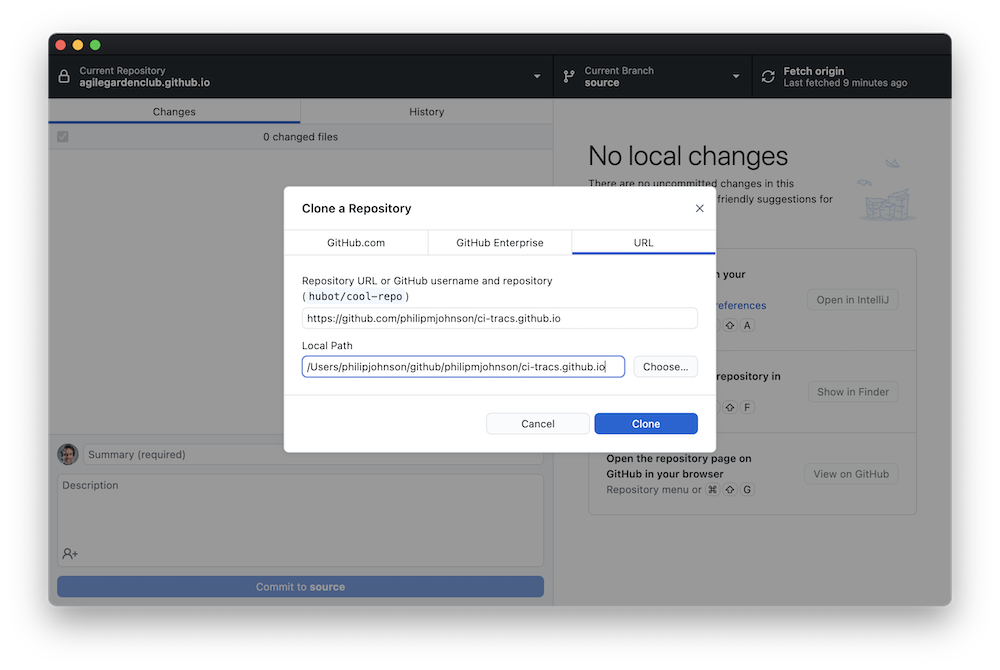 Current Repository
agilegardenclub.github.io
Current Branch
source
Fetch origin
Last fetched 9 minutes ago
Changes
History
0 changed files
No local changes
There are no uncommitted changes in this
friendly suggestions for
Clone a Repository
GitHub.com
GitHub Enterprise
URL
Repository URL or GitHub username and repository
(hubot/cool-repo)
https://github.com/philipmjohnson/ci-tracs.github.io
Local Path
/Users/philipjohnson/github/philipmjohnson/ci-tracs.github.io
Choose...
Cancel
Clone
your
Open in IntelliJ
⇧ A
repository in
Show in Finder
⇧ F
Open the repository page on
GitHub in your browser
Repository menu or ⌘ ⇧ G
View on GitHub
Summary (required)
Description
Commit to source